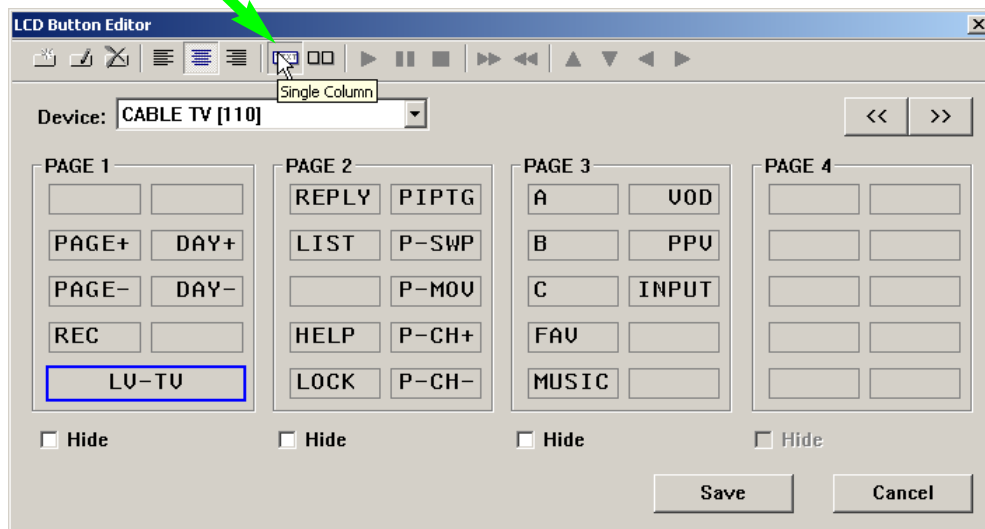 LCD Button Editor
Single Column
Device: CABLE TV [110]
<< >>
PAGE 1 PAGE 2 PAGE 3 PAGE 4
REPLY PIPTG A VOD
PAGE+ DAY+ LIST P-SWP B PPV
PAGE- DAY- P-MOV C INPUT
REC HELP P-CH+ FAV
LV-TV LOCK P-CH- MUSIC
Hide Hide Hide Hide
Save Cancel